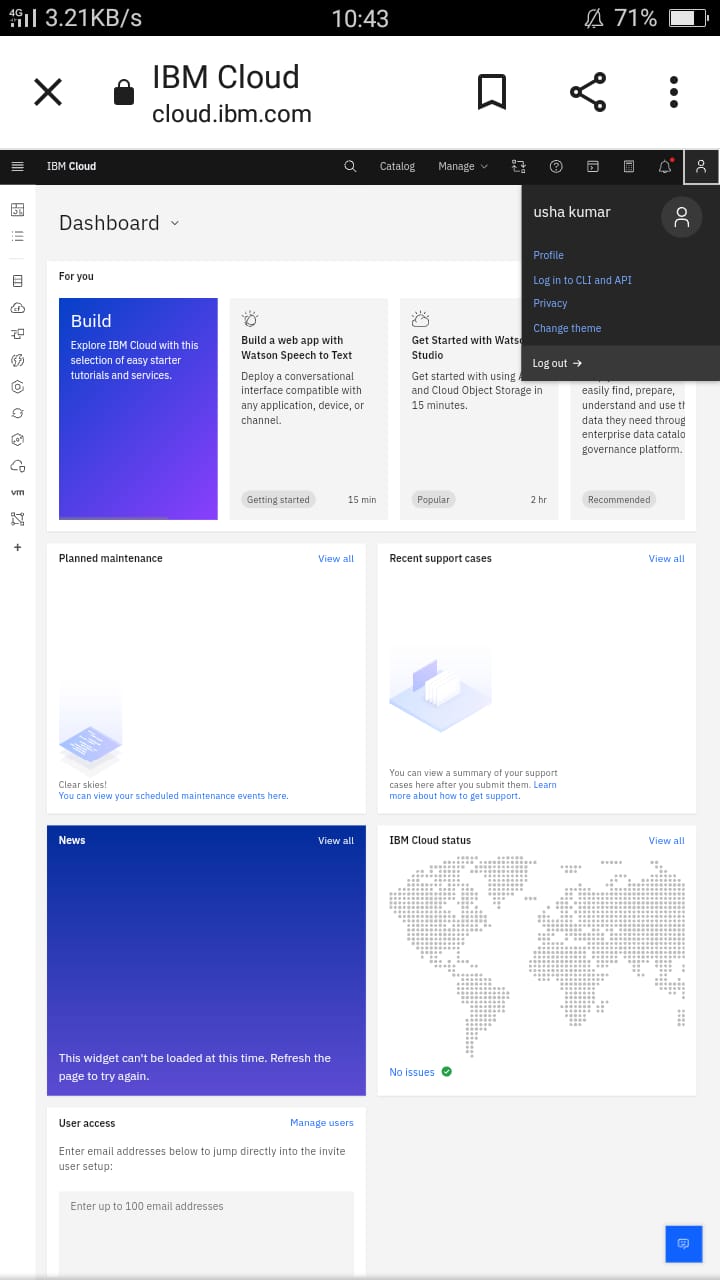 4G 3.21KB/s 10:43 71%
IBM Cloud
cloud.ibm.com
IBM Cloud Catalog Manage
Dashboard
usha kumar
Profile
Log in to CLI and API
Privacy
Change theme
Log out →
For you
Build
Explore IBM Cloud with this
selection of easy starter
tutorials and services.
Build a web app with
Watson Speech to Text
Deploy a conversational
interface compatible with
any application, device, or
channel.
Getting started 15 min
Get Started with Wats
Studio
Get started with using
and Cloud Object Storage in
15 minutes.
Popular 2 hr
easily find, prepare,
understand and use th
data they need throug
enterprise data catalo
governance platform.
Recommended
vm
+
Planned maintenance View all
Clear skies!
You can view your scheduled maintenance events here.
Recent support cases View all
You can view a summary of your support
cases here after you submit them. Learn
more about how to get support.
News View all
This widget can't be loaded at this time. Refresh the
page to try again.
IBM Cloud status View all
No issues
User access Manage users
Enter email addresses below to jump directly into the invite
user setup:
Enter up to 100 email addresses